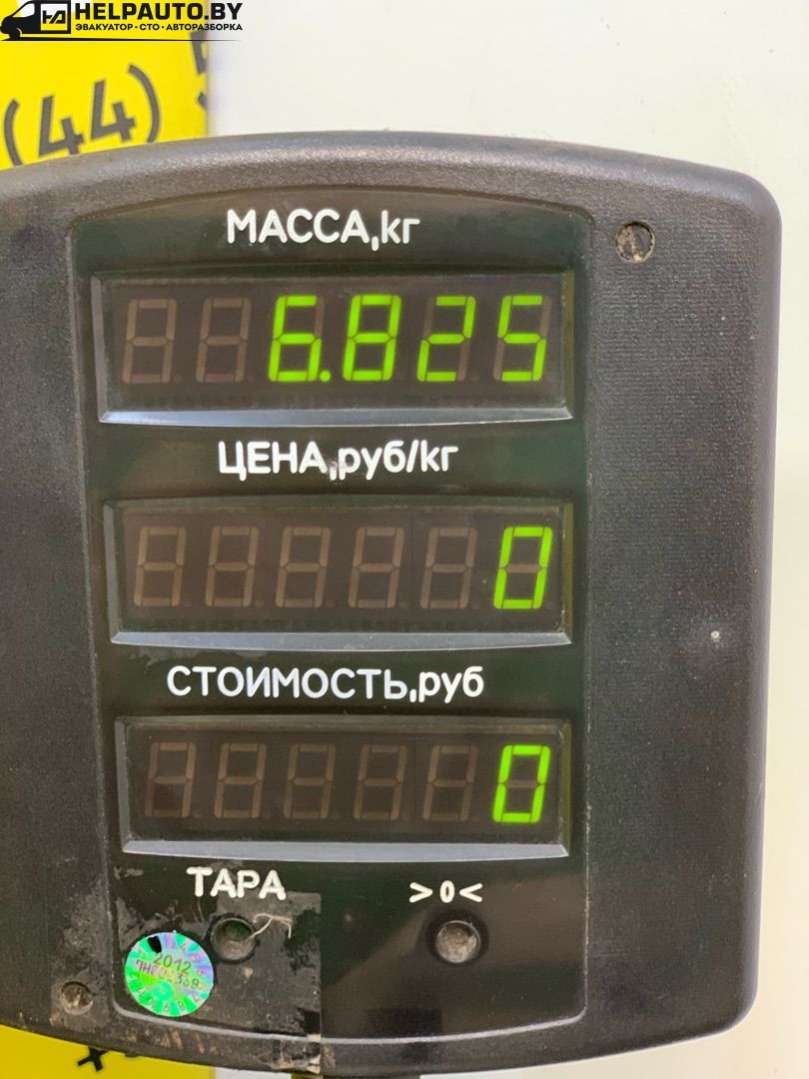 HELPAUTO.BY
ЭВАКУАТОР · СТО · АВТОРАЗБОРКА
(44) 5
МАССА,кг
6.825
ЦЕНА,руб/кг
0
СТОИМОСТЬ,руб
0
ТАРА >0<
2012